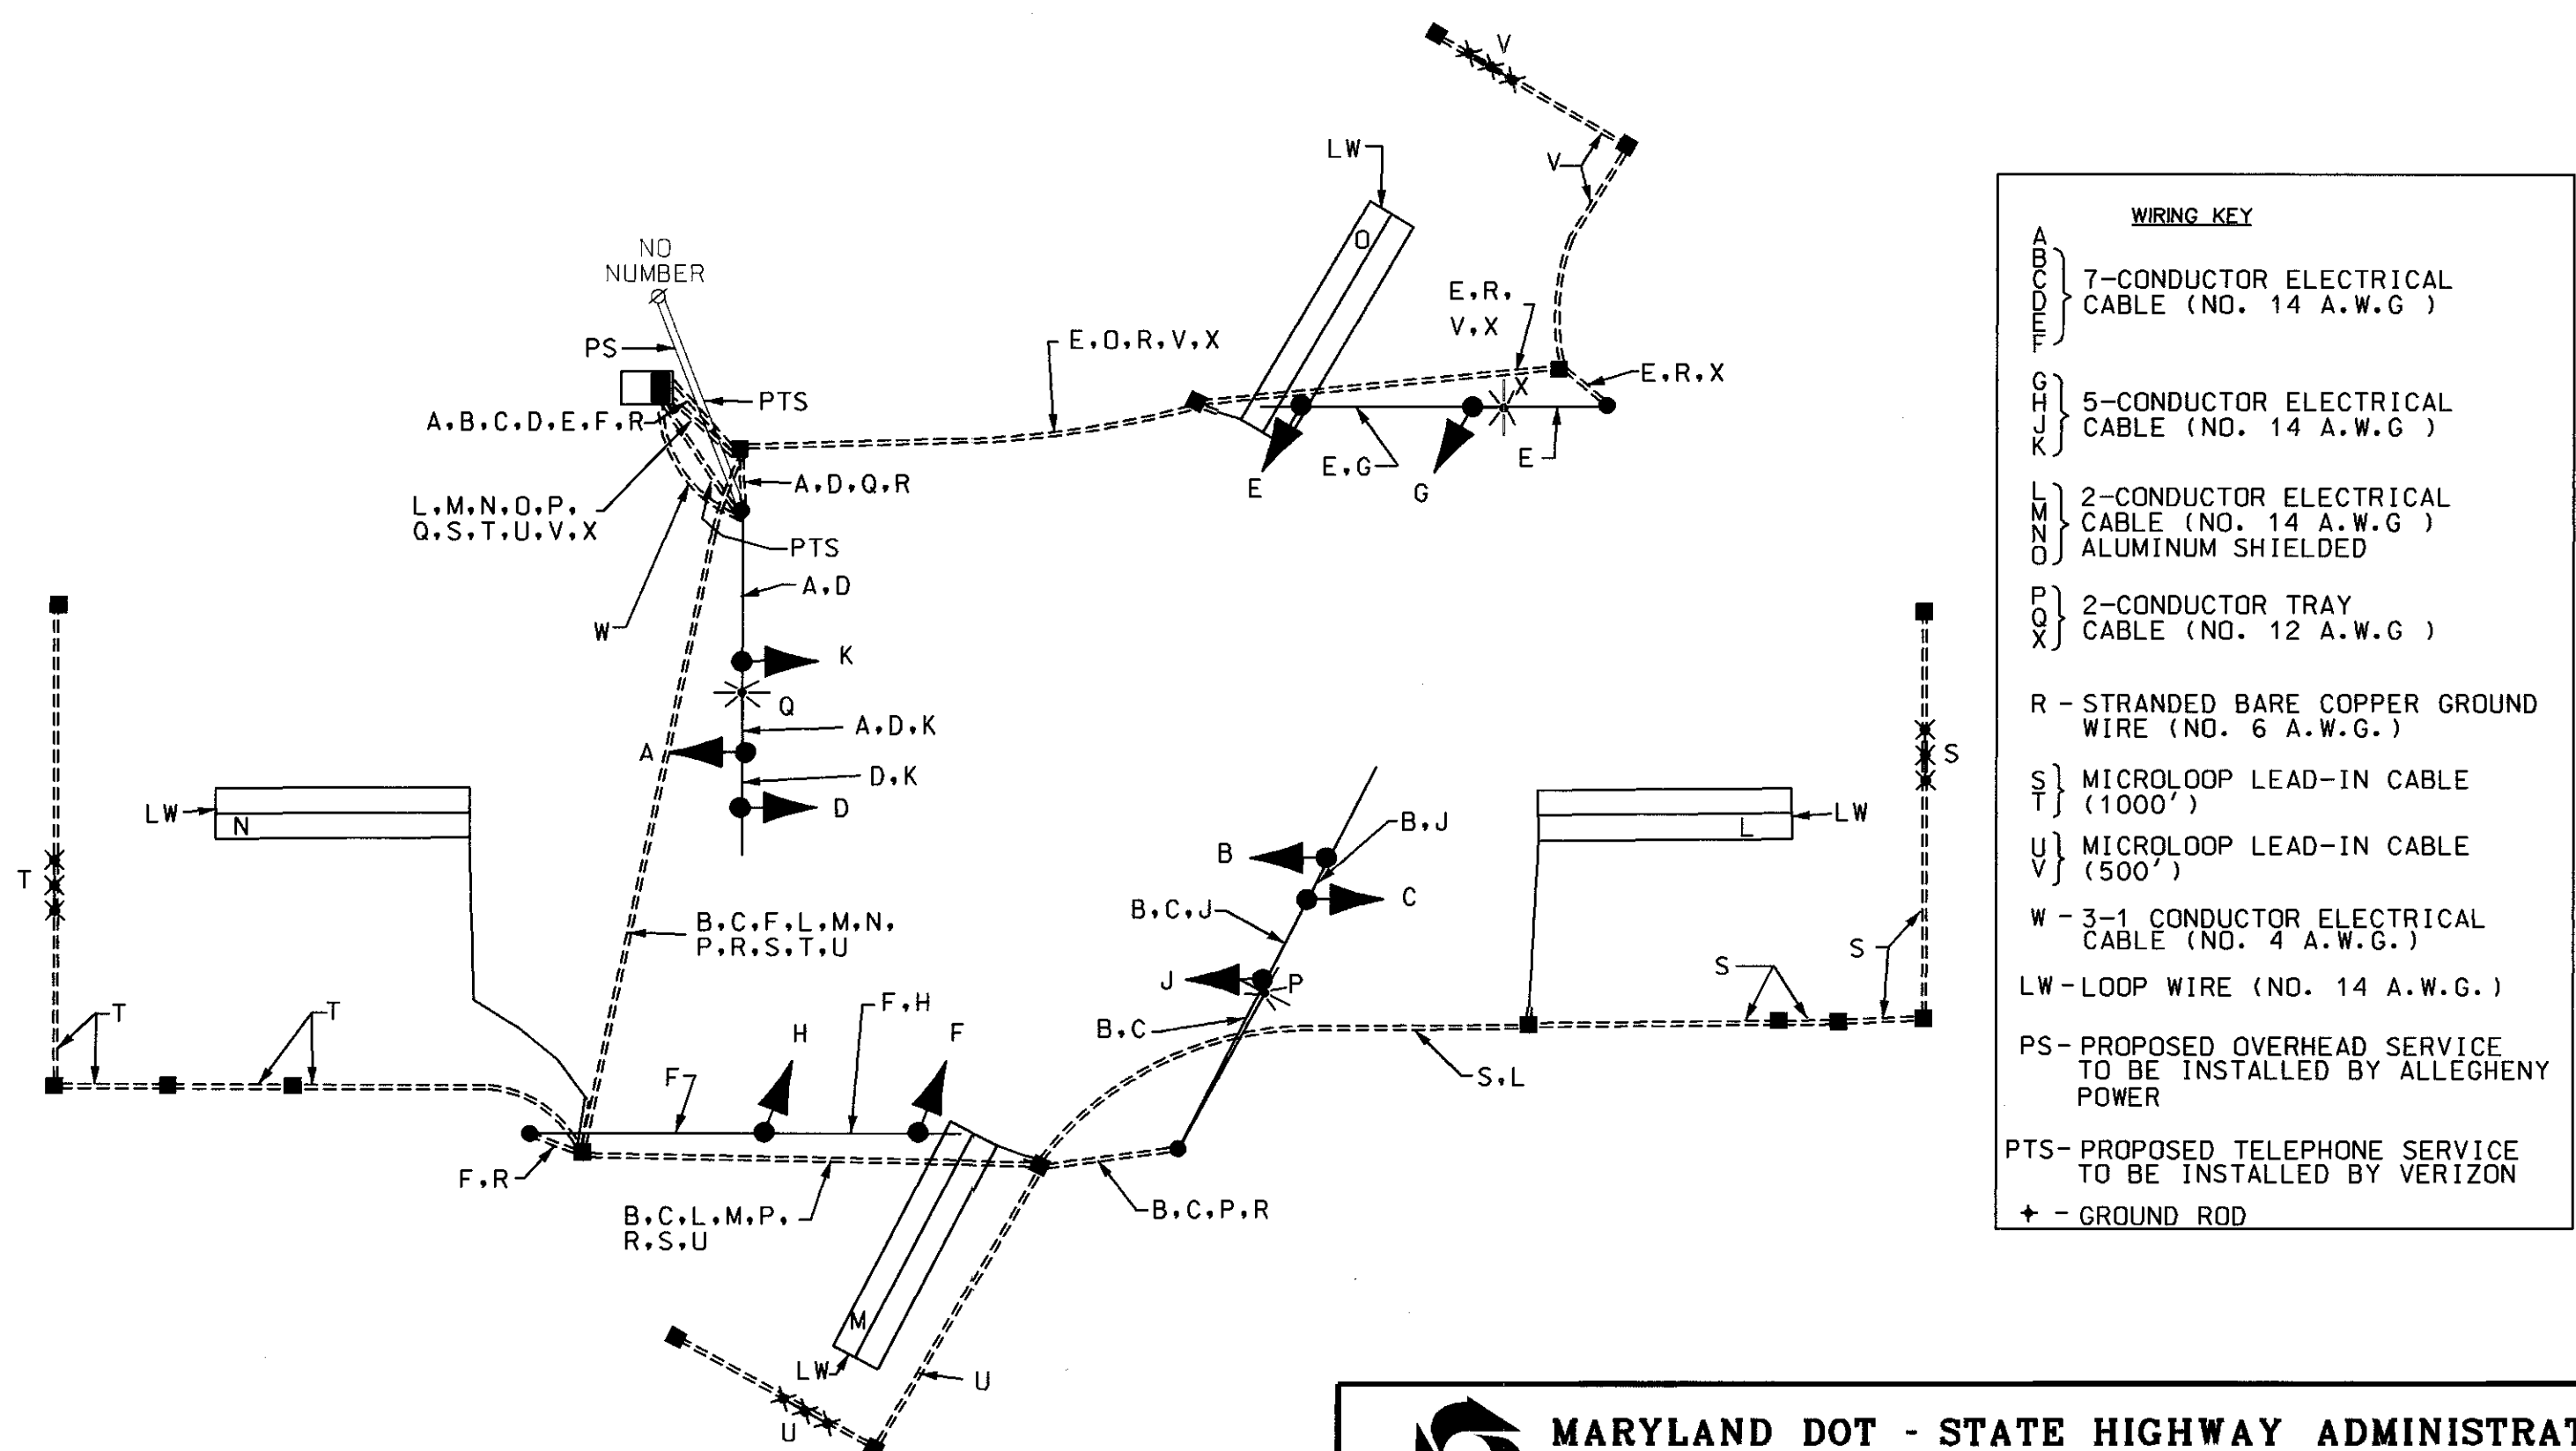 V
LW
V
O
NO
NUMBER
PS
E,R,
V,X
E,O,R,V,X
X
E,R,X
PTS
A,B,C,D,E,F,R
E,G
E
E
G
A,D,Q,R
L,M,N,O,P,
Q,S,T,U,V,X
PTS
A,D
W
K
Q
A,D,K
A
D,K
D
LW
N
T
B
B,J
C
B,C,J
L
LW
S
B,C,F,L,M,N,
P,R,S,T,U
J
P
S
S
T
T
F,H
H
F
B,C
F
S,L
F,R
B,C,L,M,P,
R,S,U
B,C,P,R
M
LW
U
U
WIRING KEY
A
B
C
D
E
F
7-CONDUCTOR ELECTRICAL
CABLE (NO. 14 A.W.G )
G
H
J
K
5-CONDUCTOR ELECTRICAL
CABLE (NO. 14 A.W.G )
L
M
N
O
2-CONDUCTOR ELECTRICAL
CABLE (NO. 14 A.W.G )
ALUMINUM SHIELDED
P
Q
X
2-CONDUCTOR TRAY
CABLE (NO. 12 A.W.G )
R - STRANDED BARE COPPER GROUND
WIRE (NO. 6 A.W.G.)
S
T
MICROLOOP LEAD-IN CABLE
(1000')
U
V
MICROLOOP LEAD-IN CABLE
(500')
W - 3-1 CONDUCTOR ELECTRICAL
CABLE (NO. 4 A.W.G.)
LW - LOOP WIRE (NO. 14 A.W.G.)
PS - PROPOSED OVERHEAD SERVICE
TO BE INSTALLED BY ALLEGHENY
POWER
PTS - PROPOSED TELEPHONE SERVICE
TO BE INSTALLED BY VERIZON
- GROUND ROD
MARYLAND DOT - STATE HIGHWAY ADMINISTRAT